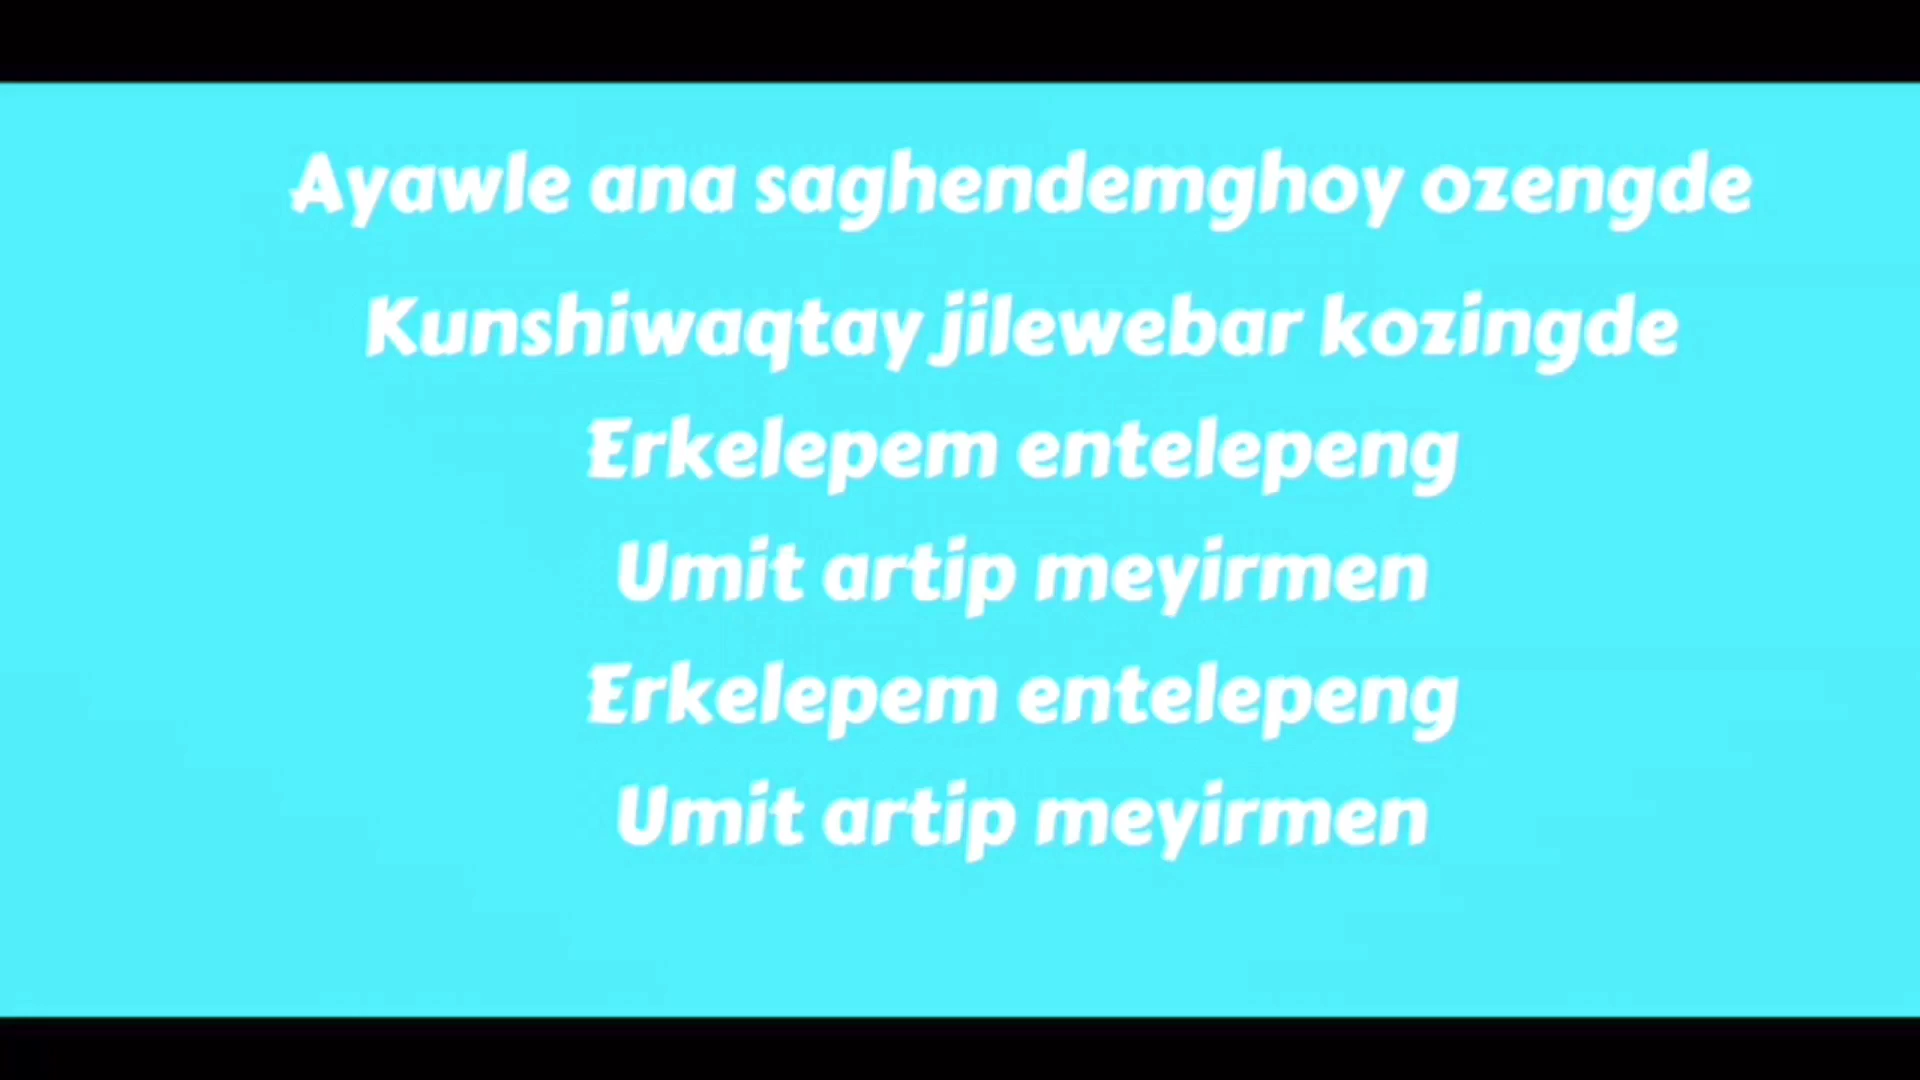 Ayawle ana saghendemghoy ozengde
Kunshiwaqtay jilewebar kozingde
Erkelepem entelepeng
Umit artip meyirmen
Erkelepem entelepeng
Umit artip meyirmen